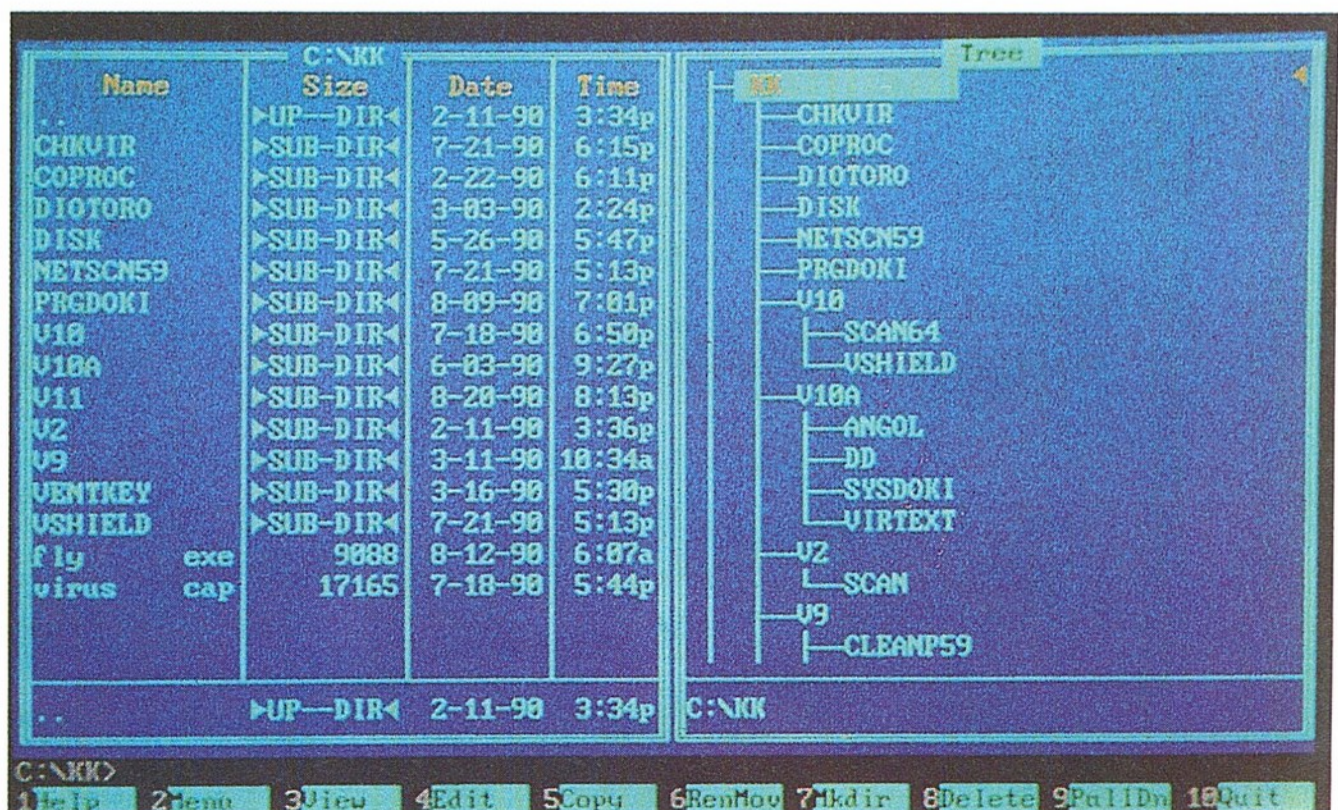 C:\KK
Name Size Date Time
.. ►UP--DIR◄ 2-11-90 3:34p
CHKVIR ►SUB-DIR◄ 7-21-90 6:15p
COPROC ►SUB-DIR◄ 2-22-90 6:11p
DIOTORO ►SUB-DIR◄ 3-03-90 2:24p
DISK ►SUB-DIR◄ 5-26-90 5:47p
NETSCN59 ►SUB-DIR◄ 7-21-90 5:13p
PRGDOKI ►SUB-DIR◄ 8-09-90 7:01p
V10 ►SUB-DIR◄ 7-18-90 6:50p
V10A ►SUB-DIR◄ 6-03-90 9:27p
V11 ►SUB-DIR◄ 8-20-90 8:13p
V2 ►SUB-DIR◄ 2-11-90 3:36p
V9 ►SUB-DIR◄ 3-11-90 10:34a
VENTKEY ►SUB-DIR◄ 3-16-90 5:30p
VSHIELD ►SUB-DIR◄ 7-21-90 5:13p
fly exe 9088 8-12-90 6:07a
virus cap 17165 7-18-90 5:44p
.. ►UP--DIR◄ 2-11-90 3:34p
Tree
KK
CHKVIR
COPROC
DIOTORO
DISK
NETSCN59
PRGDOKI
V10
SCAN64
VSHIELD
V10A
ANGOL
DD
SYSDOKI
VIRTEXT
V2
SCAN
V9
CLEANP59
C:\KK
C:\KK>
1Help 2Menu 3View 4Edit 5Copy 6RenMov 7Mkdir 8Delete 9PullDn 10Quit